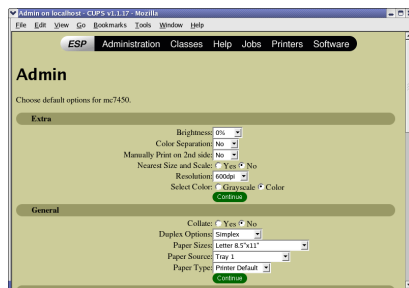 Admin on localhost - CUPS v1.1.17 - Mozilla
File Edit View Go Bookmarks Tools Window Help
ESP Administration Classes Help Jobs Printers Software
Admin
Choose default options for mc7450.
Extra
Brightness: 0%
Color Separation: No
Manually Print on 2nd side: No
Nearest Size and Scale: Yes No
Resolution: 600dpi
Select Color: Grayscale Color
Continue
General
Collate: Yes No
Duplex Options: Simplex
Paper Sizes: Letter 8.5"x11"
Paper Source: Tray 1
Paper Type: Printer Default
Continue